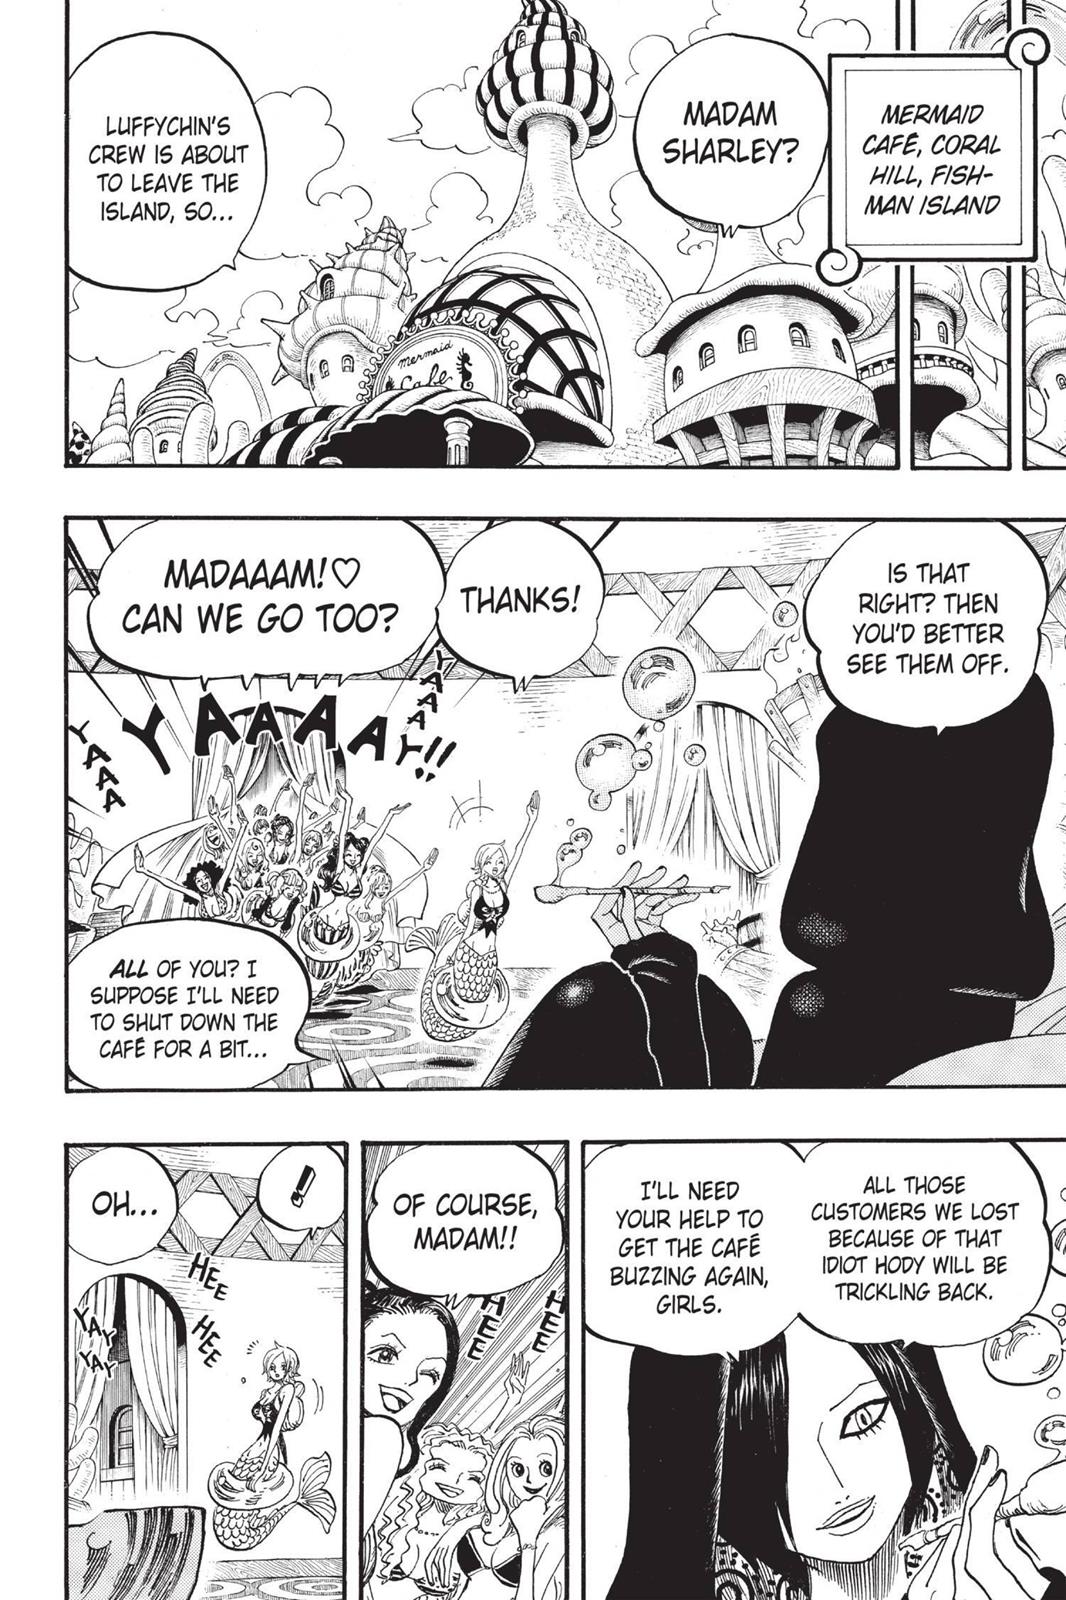 MERMAID
CAFÉ, CORAL
HILL, FISH-
MAN ISLAND
MADAM
SHARLEY?
LUFFYCHIN'S
CREW IS ABOUT
TO LEAVE THE
ISLAND, SO...
mermaid
Cafe
IS THAT
RIGHT? THEN
YOU'D BETTER
SEE THEM OFF.
THANKS!
MADAAAM!♡
CAN WE GO TOO?
YAAAY!!
YAAAAAY!!
YAAA
ALL OF YOU? I
SUPPOSE I'LL NEED
TO SHUT DOWN THE
CAFÉ FOR A BIT...
ALL THOSE
CUSTOMERS WE LOST
BECAUSE OF THAT
IDIOT HODY WILL BE
TRICKLING BACK.
I'LL NEED
YOUR HELP TO
GET THE CAFÉ
BUZZING AGAIN,
GIRLS.
OF COURSE,
MADAM!!
HEE
HEE
!
OH...
HEE
HEE
YAY
YAY
YAY